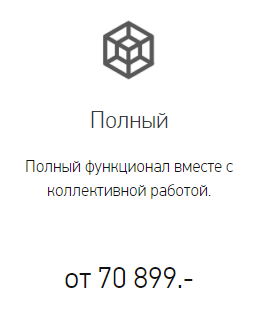 Полный
Полный функционал вместе с
коллективной работой.
от 70 899.-